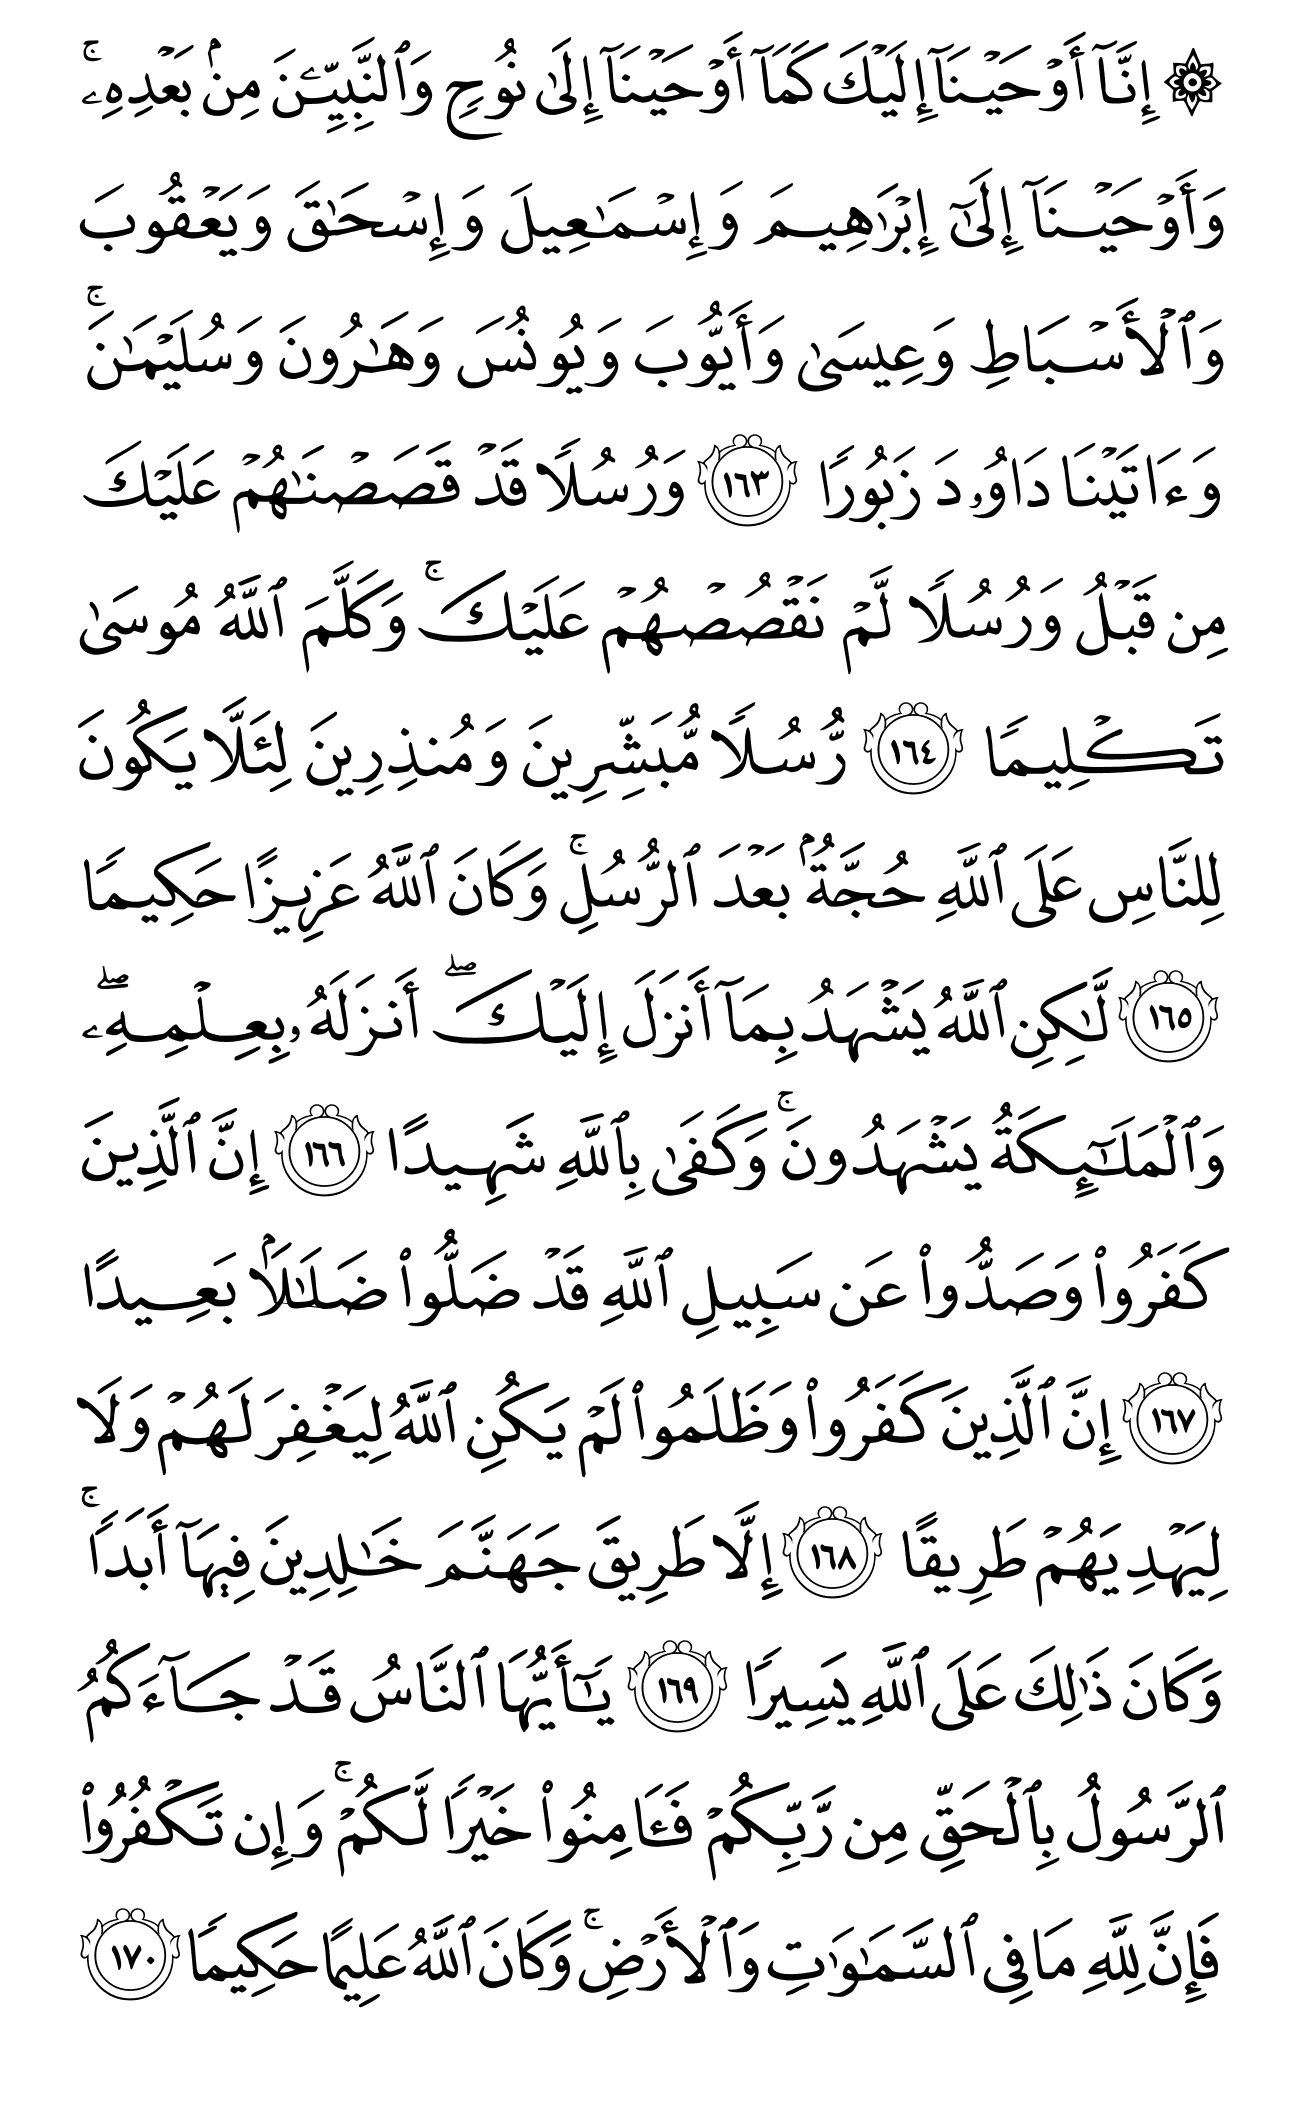 ۞ إِنَّآ أَوۡحَيۡنَآ إِلَيۡكَ كَمَآ أَوۡحَيۡنَآ إِلَىٰ نُوحٖ وَٱلنَّبِيِّـۧنَ مِنۢ بَعۡدِهِۦۚ
وَأَوۡحَيۡنَآ إِلَىٰٓ إِبۡرَٰهِيمَ وَإِسۡمَٰعِيلَ وَإِسۡحَٰقَ وَيَعۡقُوبَ
وَٱلۡأَسۡبَاطِ وَعِيسَىٰ وَأَيُّوبَ وَيُونُسَ وَهَٰرُونَ وَسُلَيۡمَٰنَۚ
وَءَاتَيۡنَا دَاوُۥدَ زَبُورٗا ١٦٣ وَرُسُلٗا قَدۡ قَصَصۡنَٰهُمۡ عَلَيۡكَ
مِن قَبۡلُ وَرُسُلٗا لَّمۡ نَقۡصُصۡهُمۡ عَلَيۡكَۚ وَكَلَّمَ ٱللَّهُ مُوسَىٰ
تَكۡلِيمٗا ١٦٤ رُّسُلٗا مُّبَشِّرِينَ وَمُنذِرِينَ لِئَلَّا يَكُونَ
لِلنَّاسِ عَلَى ٱللَّهِ حُجَّةُۢ بَعۡدَ ٱلرُّسُلِۚ وَكَانَ ٱللَّهُ عَزِيزًا حَكِيمٗا
١٦٥ لَّٰكِنِ ٱللَّهُ يَشۡهَدُ بِمَآ أَنزَلَ إِلَيۡكَۖ أَنزَلَهُۥ بِعِلۡمِهِۦۖ
وَٱلۡمَلَٰٓئِكَةُ يَشۡهَدُونَۚ وَكَفَىٰ بِٱللَّهِ شَهِيدًا ١٦٦ إِنَّ ٱلَّذِينَ
كَفَرُواْ وَصَدُّواْ عَن سَبِيلِ ٱللَّهِ قَدۡ ضَلُّواْ ضَلَٰلَۢا بَعِيدًا
١٦٧ إِنَّ ٱلَّذِينَ كَفَرُواْ وَظَلَمُواْ لَمۡ يَكُنِ ٱللَّهُ لِيَغۡفِرَ لَهُمۡ وَلَا
لِيَهۡدِيَهُمۡ طَرِيقًا ١٦٨ إِلَّا طَرِيقَ جَهَنَّمَ خَٰلِدِينَ فِيهَآ أَبَدٗاۚ
وَكَانَ ذَٰلِكَ عَلَى ٱللَّهِ يَسِيرٗا ١٦٩ يَٰٓأَيُّهَا ٱلنَّاسُ قَدۡ جَآءَكُمُ
ٱلرَّسُولُ بِٱلۡحَقِّ مِن رَّبِّكُمۡ فَـَٔامِنُواْ خَيۡرٗا لَّكُمۡۚ وَإِن تَكۡفُرُواْ
فَإِنَّ لِلَّهِ مَا فِي ٱلسَّمَٰوَٰتِ وَٱلۡأَرۡضِۚ وَكَانَ ٱللَّهُ عَلِيمًا حَكِيمٗا ١٧٠